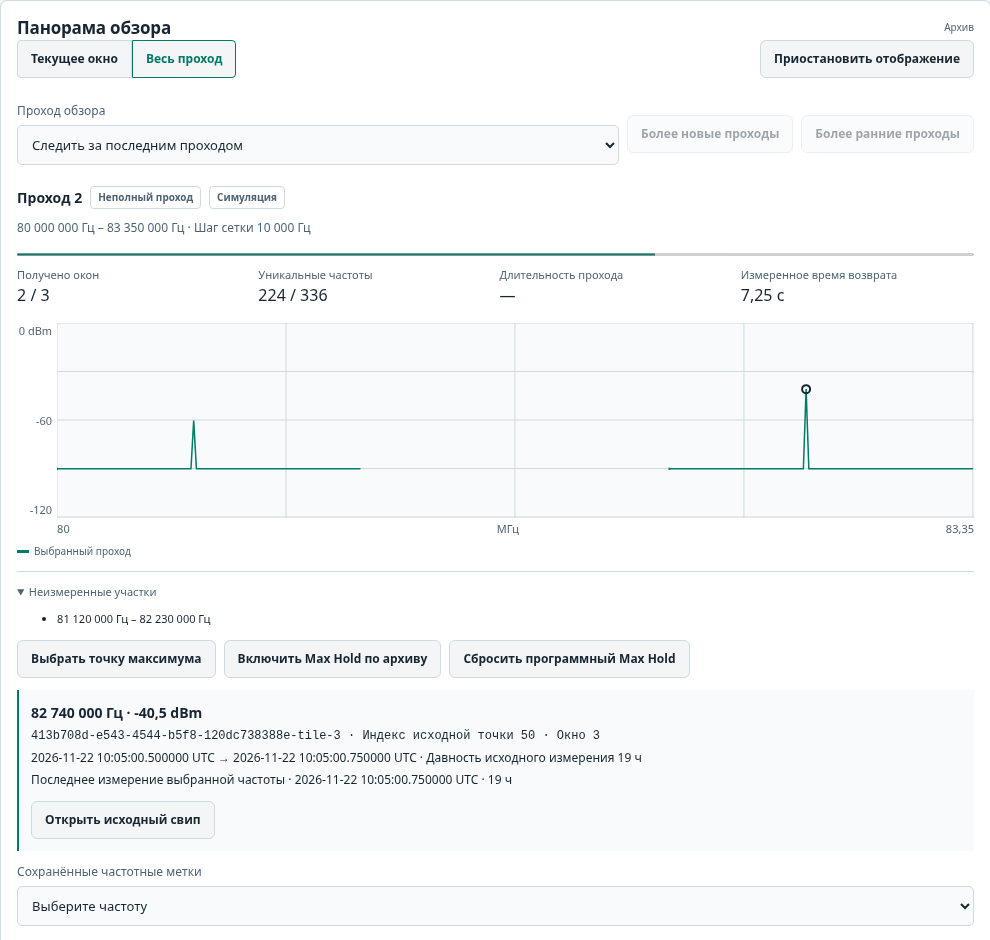 Панорама обзора
Архив
Текущее окно
Весь проход
Приостановить отображение
Проход обзора
Следить за последним проходом
Более новые проходы
Более ранние проходы
Проход 2
Неполный проход
Симуляция
80 000 000 Гц – 83 350 000 Гц · Шаг сетки 10 000 Гц
Получено окон
Уникальные частоты
Длительность прохода
Измеренное время возврата
2 / 3
224 / 336
—
7,25 с
0 dBm
-60
-120
80
МГц
83,35
Выбранный проход
▼ Неизмеренные участки
• 81 120 000 Гц – 82 230 000 Гц
Выбрать точку максимума
Включить Max Hold по архиву
Сбросить программный Max Hold
82 740 000 Гц · -40,5 dBm
413b708d-e543-4544-b5f8-120dc738388e-tile-3 · Индекс исходной точки 50 · Окно 3
2026-11-22 10:05:00.500000 UTC → 2026-11-22 10:05:00.750000 UTC · Давность исходного измерения 19 ч
Последнее измерение выбранной частоты · 2026-11-22 10:05:00.750000 UTC · 19 ч
Открыть исходный свип
Сохранённые частотные метки
Выберите частоту